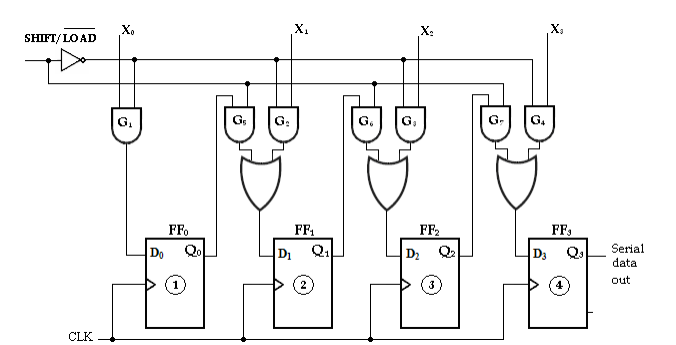 X₀ X₁ X₂ X₃
SHIFT/L̅O̅A̅D̅
G₁ G₅ G₂ G₆ G₃ G₇ G₄
FF₀ FF₁ FF₂ FF₃
D₀ Q₀ D₁ Q₁ D₂ Q₂ D₃ Q₃
Serial
data
out
1 2 3 4
CLK